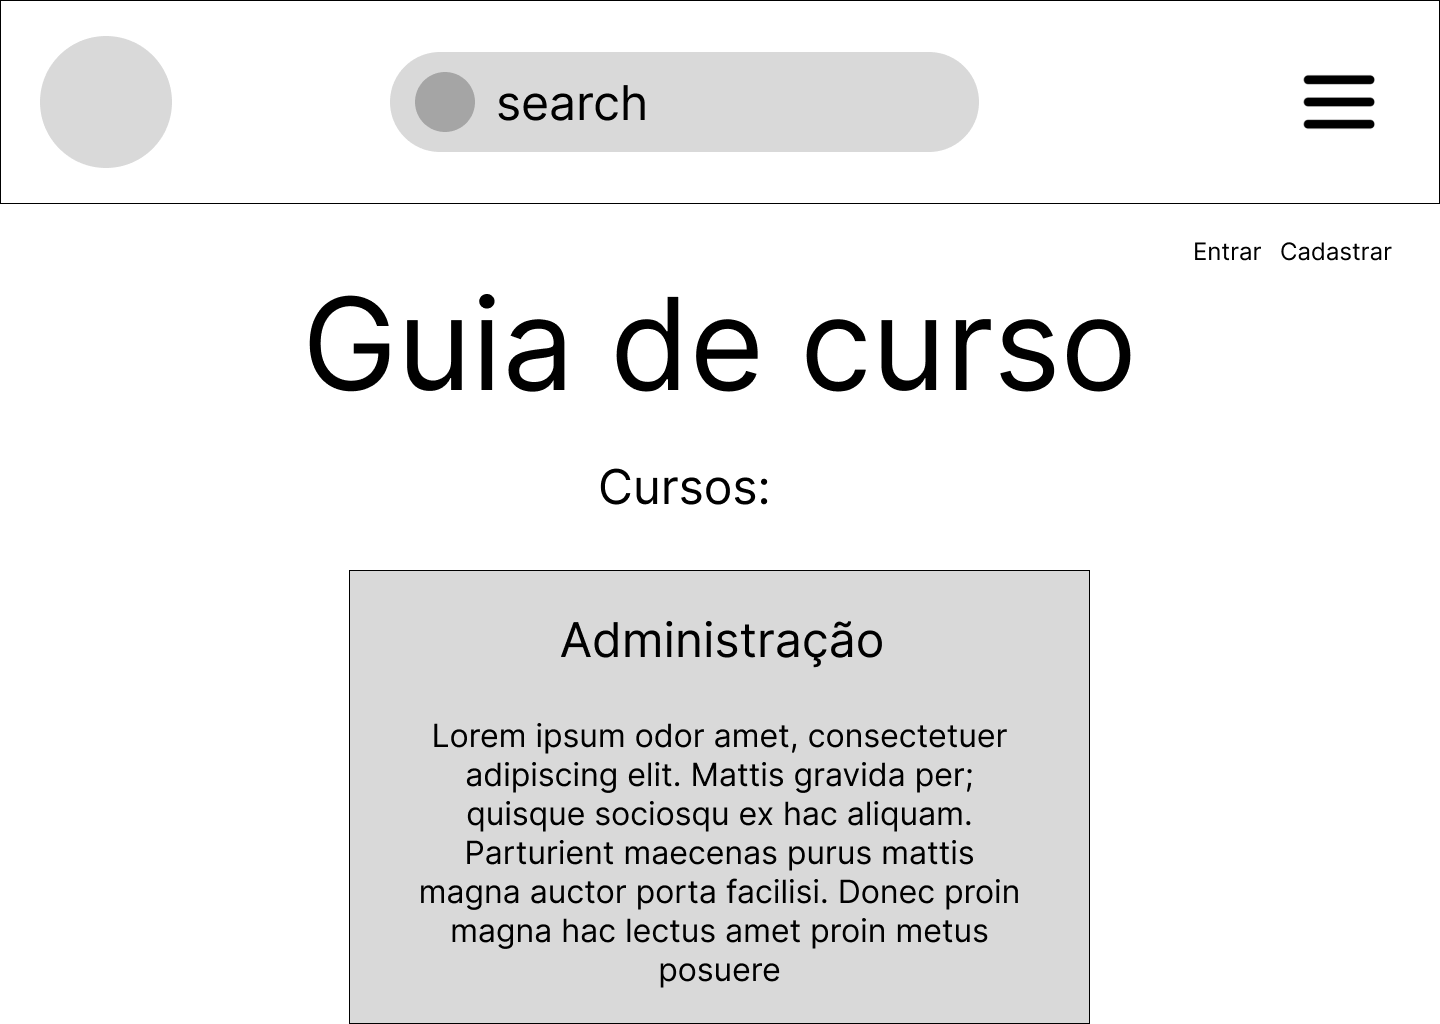 search
Entrar Cadastrar
Guia de curso
Cursos:
Administração
Lorem ipsum odor amet, consectetuer
adipiscing elit. Mattis gravida per;
quisque sociosqu ex hac aliquam.
Parturient maecenas purus mattis
magna auctor porta facilisi. Donec proin
magna hac lectus amet proin metus
posuere